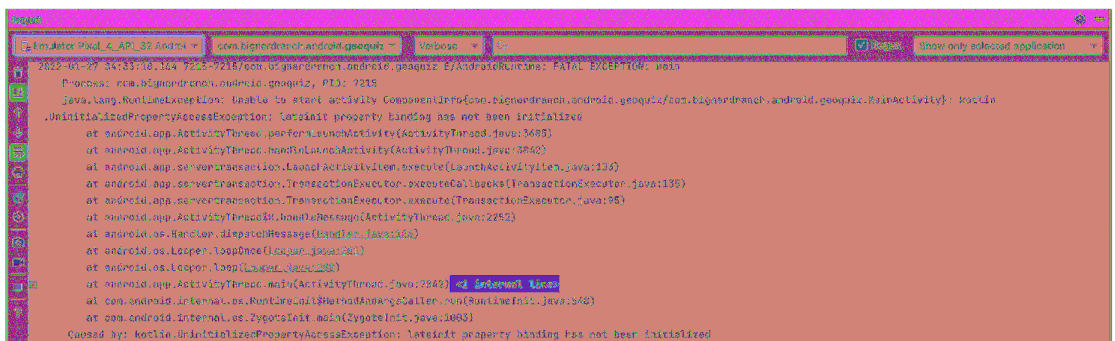 Emulator Pixel_4_API_32 Androi com.bignerdranch.android.geoquiz Verbose Regex Show only selected application
7215-7215/com.bignerdranch.android.geoquiz E/AndroidRuntime: FATAL EXCEPTION: main
Process: com.bignerdranch.android.geoquiz, PID: 7215
java.lang.RuntimeException: Unable to start activity ComponentInfo{com.bignerdranch.android.geoquiz/com.bignerdranch.android.geoquiz.MainActivity}: kotlin
.UninitializedPropertyAccessException: lateinit property binding has not been initialized
at android.app.ActivityThread.performLaunchActivity(ActivityThread.java:3685)
at android.app.ActivityThread.handleLaunchActivity(ActivityThread.java:3842)
at android.app.servertransaction.LaunchActivityItem.execute(LaunchActivityItem.java:103)
at android.app.servertransaction.TransactionExecutor.executeCallbacks(TransactionExecutor.java:135)
at android.app.servertransaction.TransactionExecutor.execute(TransactionExecutor.java:95)
at android.app.ActivityThread$H.handleMessage(ActivityThread.java:2252)
at android.os.Handler.dispatchMessage(Handler.java:106)
at android.os.Looper.loopOnce(Looper.java:201)
at android.os.Looper.loop(Looper.java:288)
at android.app.ActivityThread.main(ActivityThread.java:7842) internal line>
at com.android.internal.os.RuntimeInit$MethodAndArgsCaller.run(RuntimeInit.java:548)
at com.android.internal.os.ZygoteInit.main(ZygoteInit.java:1003)
Caused by: kotlin.UninitializedPropertyAccessException: lateinit property binding has not been initialized